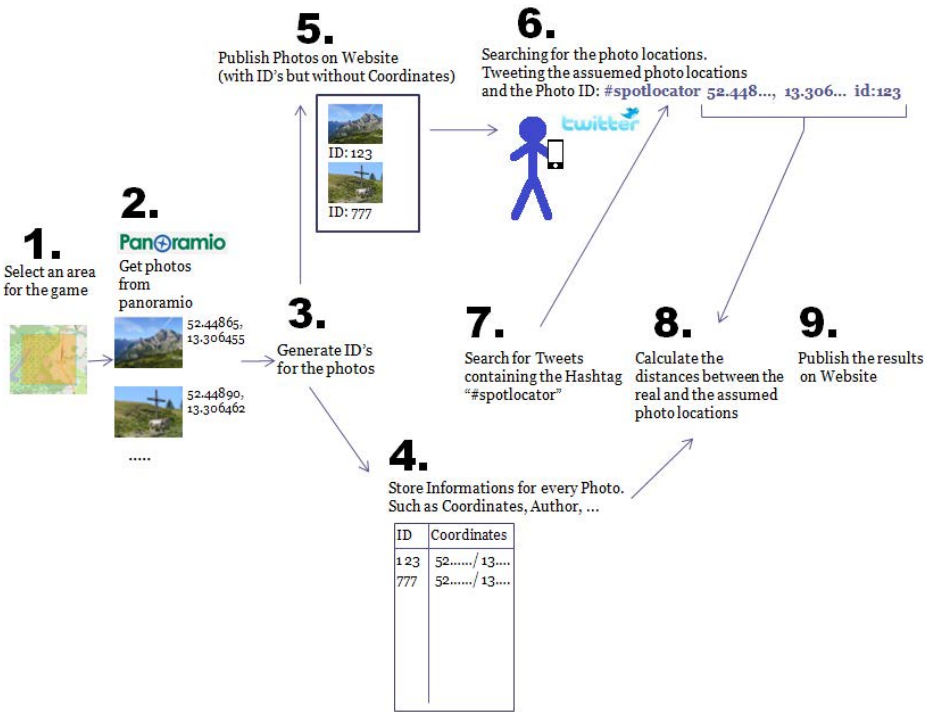 1.
Select an area
for the game
2.
Panoramio
Get photos
from
panoramio
52.44865,
13.306455
52.44890,
13.306462
.....
3.
Generate ID's
for the photos
4.
Store Informations for every Photo.
Such as Coordinates, Author, ...
ID Coordinates
123 52....../ 13....
777 52....../ 13....
5.
Publish Photos on Website
(with ID's but without Coordinates)
ID: 123
ID: 777
6.
Searching for the photo locations.
Tweeting the assuemed photo locations
and the Photo ID: #spotlocator 52.448..., 13.306... id:123
twitter
7.
Search for Tweets
containing the Hashtag
“#spotlocator”
8.
Calculate the
distances between the
real and the assumed
photo locations
9.
Publish the results
on Website